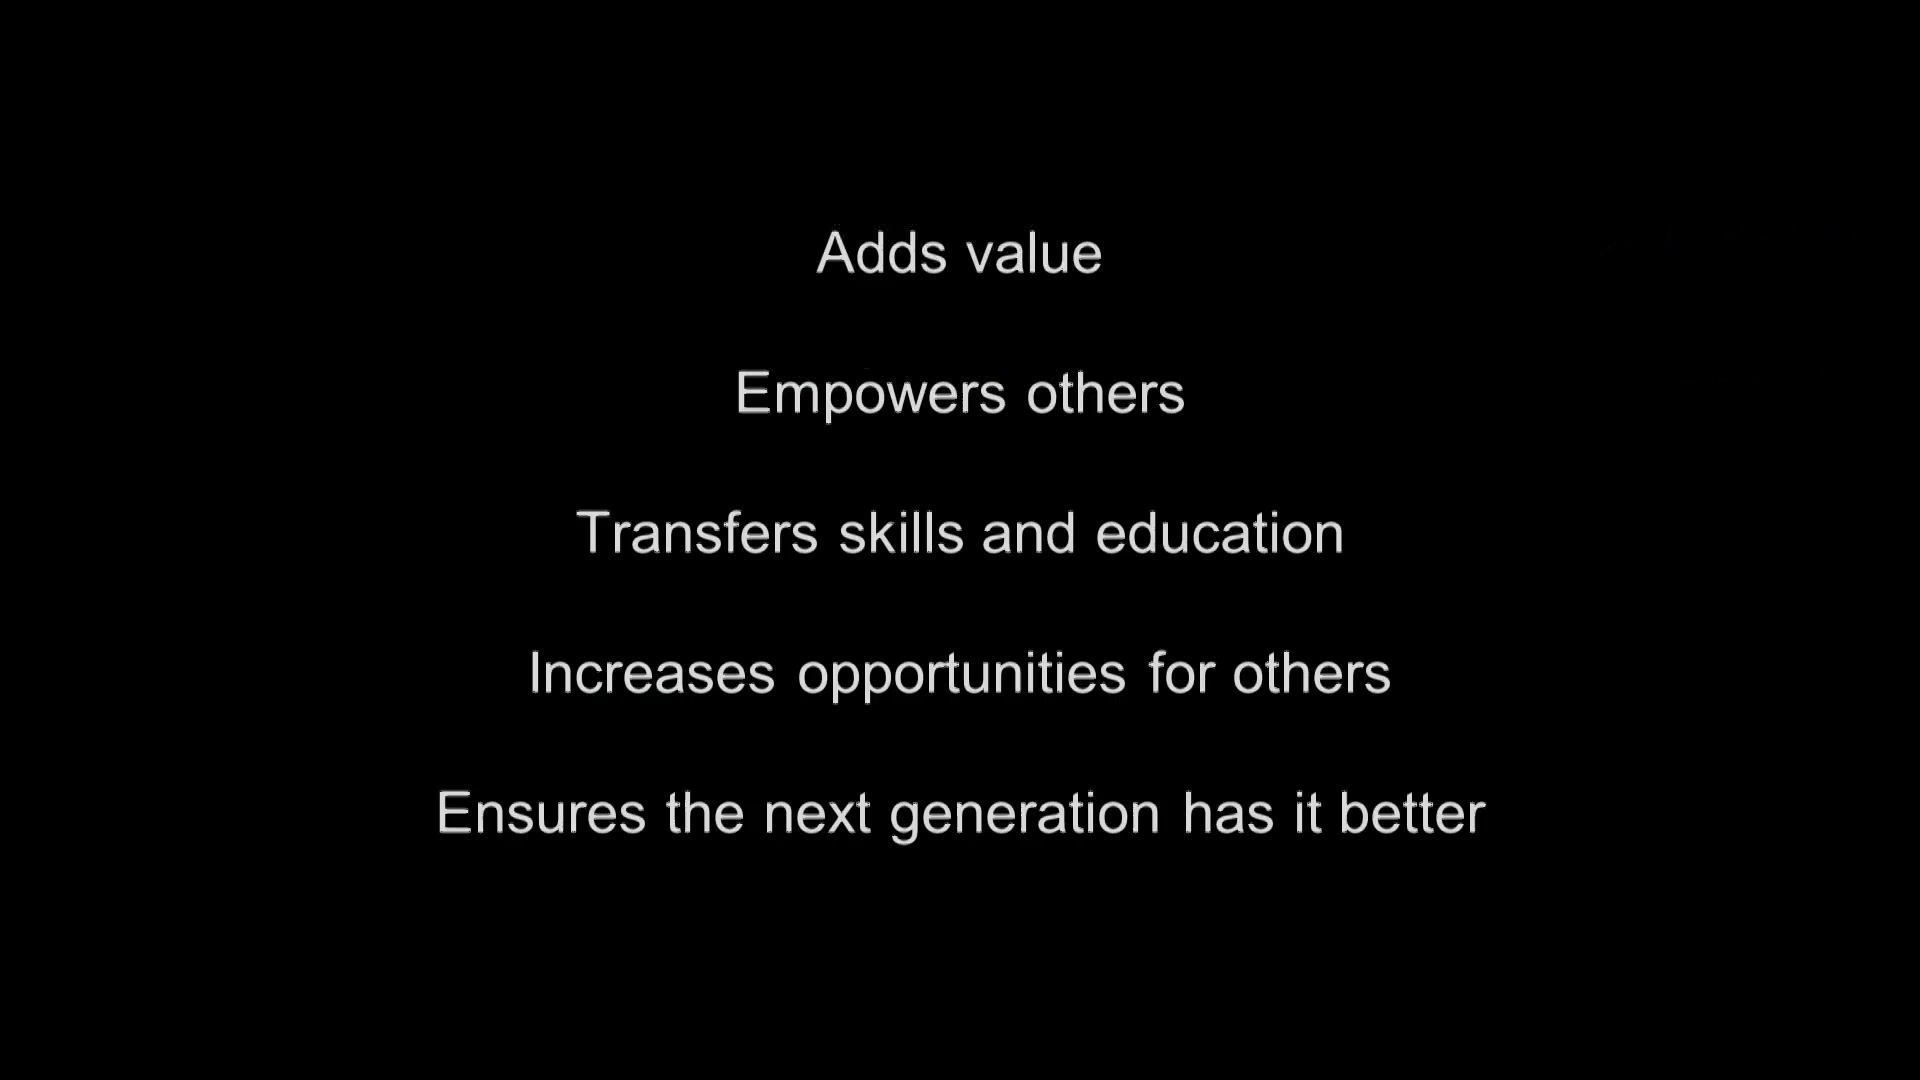 Adds value
Empowers others
Transfers skills and education
Increases opportunities for others
Ensures the next generation has it better